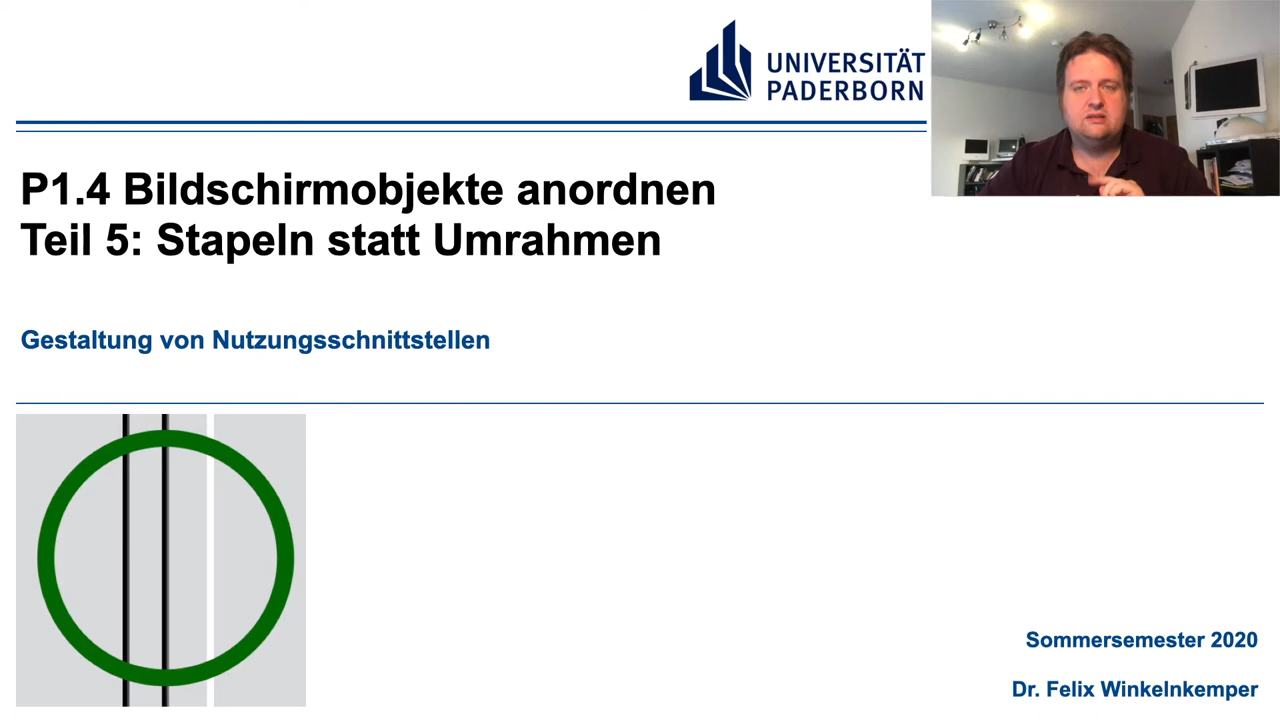 UNIVERSITÄT
PADERBORN
P1.4 Bildschirmobjekte anordnen
Teil 5: Stapeln statt Umrahmen
Gestaltung von Nutzungsschnittstellen
Sommersemester 2020
Dr. Felix Winkelnkemper